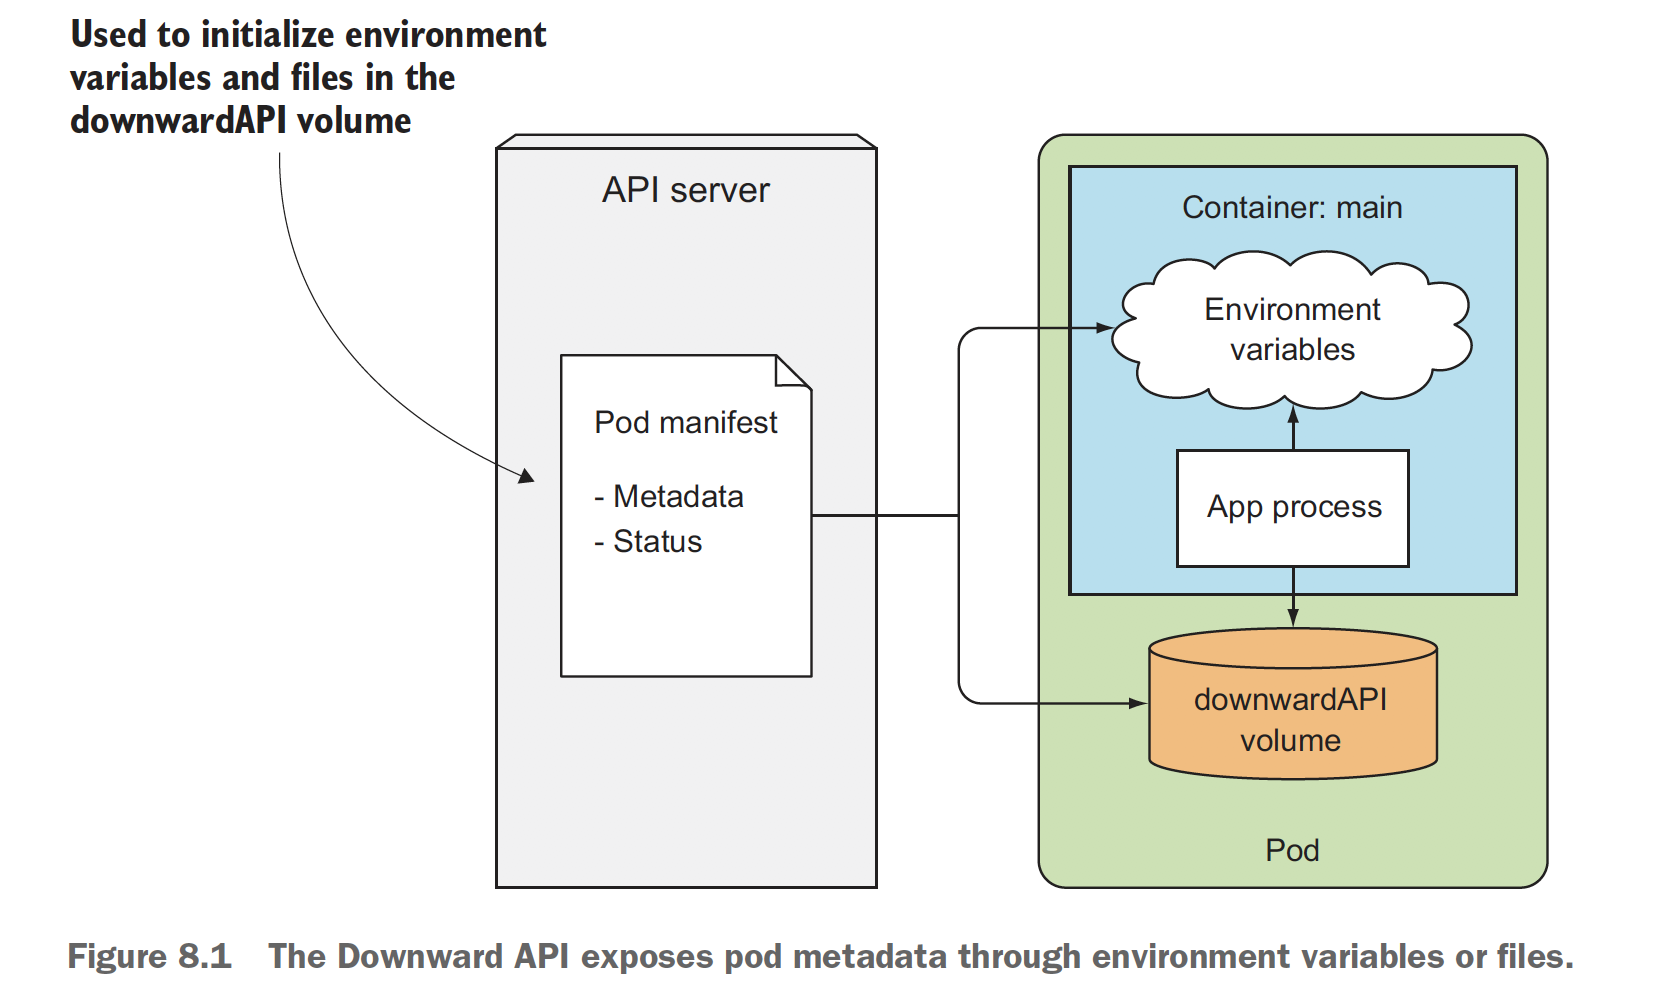 Used to initialize environment
variables and files in the
downwardAPI volume
API server
Pod manifest
- Metadata
- Status
Container: main
Environment
variables
App process
downwardAPI
volume
Pod
Figure 8.1 The Downward API exposes pod metadata through environment variables or files.